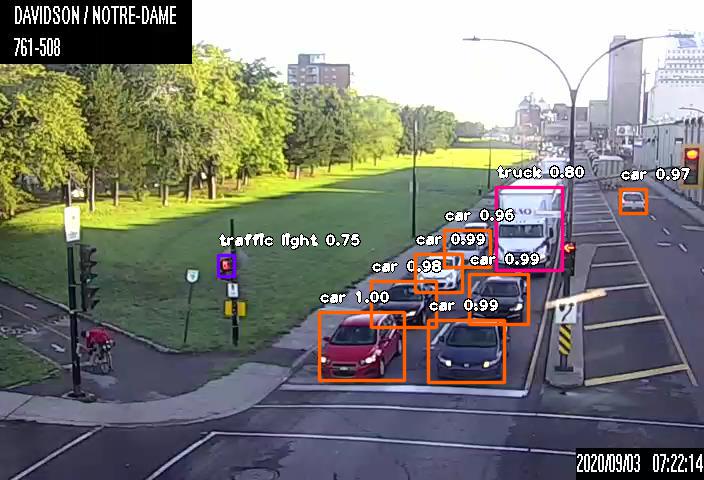 DAVIDSON / NOTRE-DAME
761-508
truck 0.80
car 0.97
car 0.96
traffic light 0.75
car 0.99
car 0.99
car 0.98
car 1.00
car 0.99
2020/09/03 07:22:14